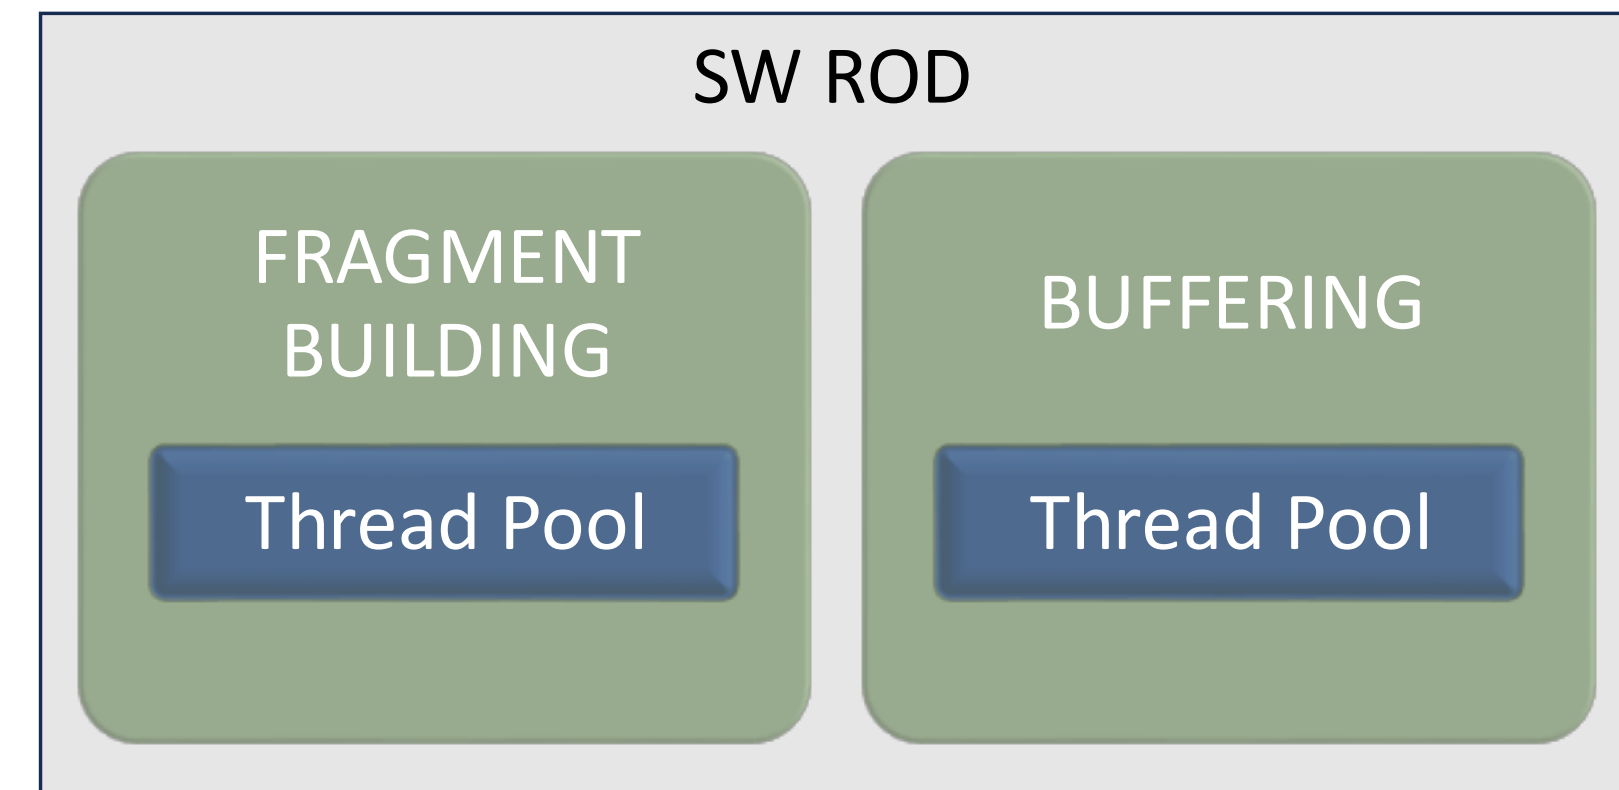 SW ROD
FRAGMENT
BUILDING
Thread Pool
BUFFERING
Thread Pool